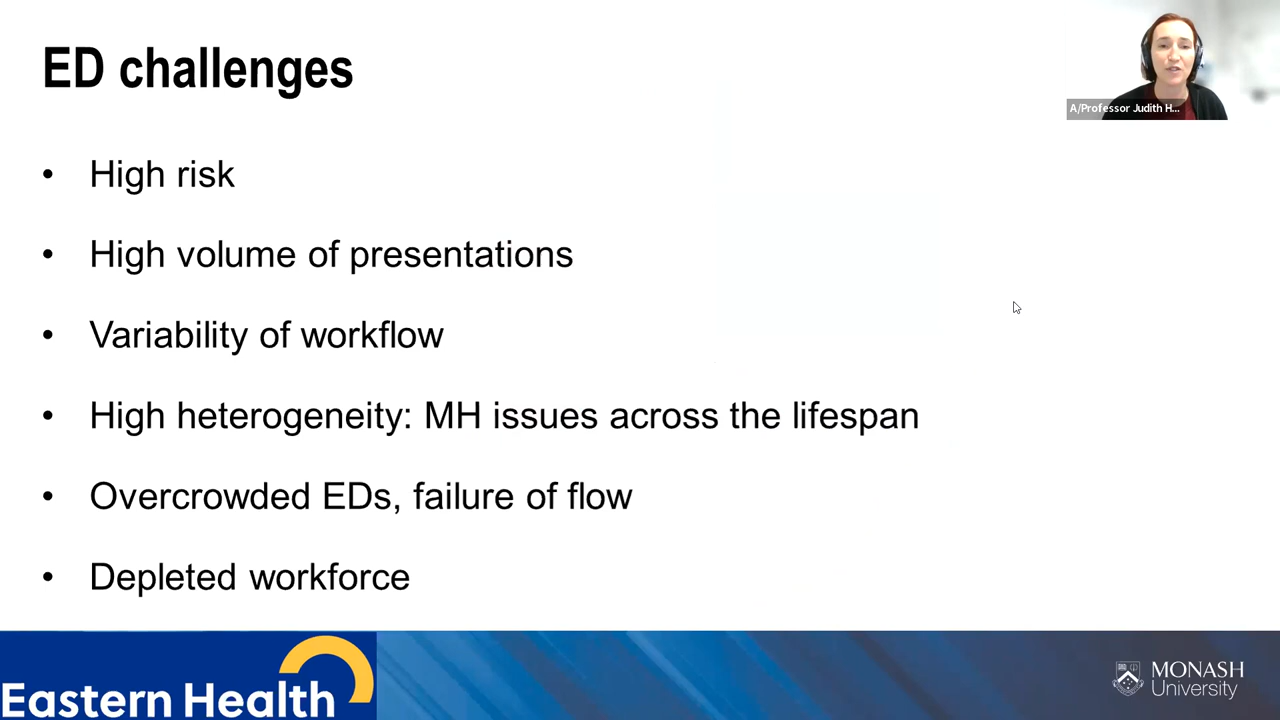 ED challenges
A/Professor Judith H...
• High risk
• High volume of presentations
• Variability of workflow
• High heterogeneity: MH issues across the lifespan
• Overcrowded EDs, failure of flow
• Depleted workforce
Eastern Health
MONASH
University